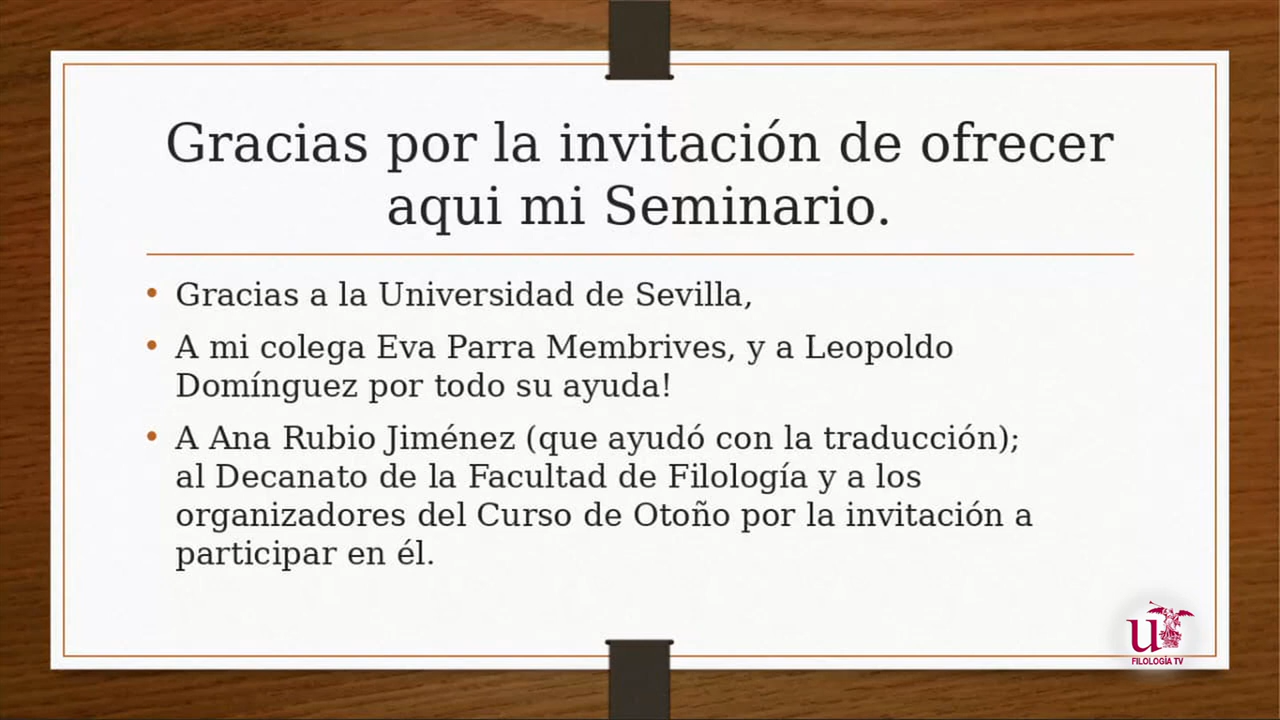 Gracias por la invitación de ofrecer
aqui mi Seminario.
• Gracias a la Universidad de Sevilla,
• A mi colega Eva Parra Membrives, y a Leopoldo
Domínguez por todo su ayuda!
• A Ana Rubio Jiménez (que ayudó con la traducción);
al Decanato de la Facultad de Filología y a los
organizadores del Curso de Otoño por la invitación a
participar en él.
u
FILOLOGÍA TV